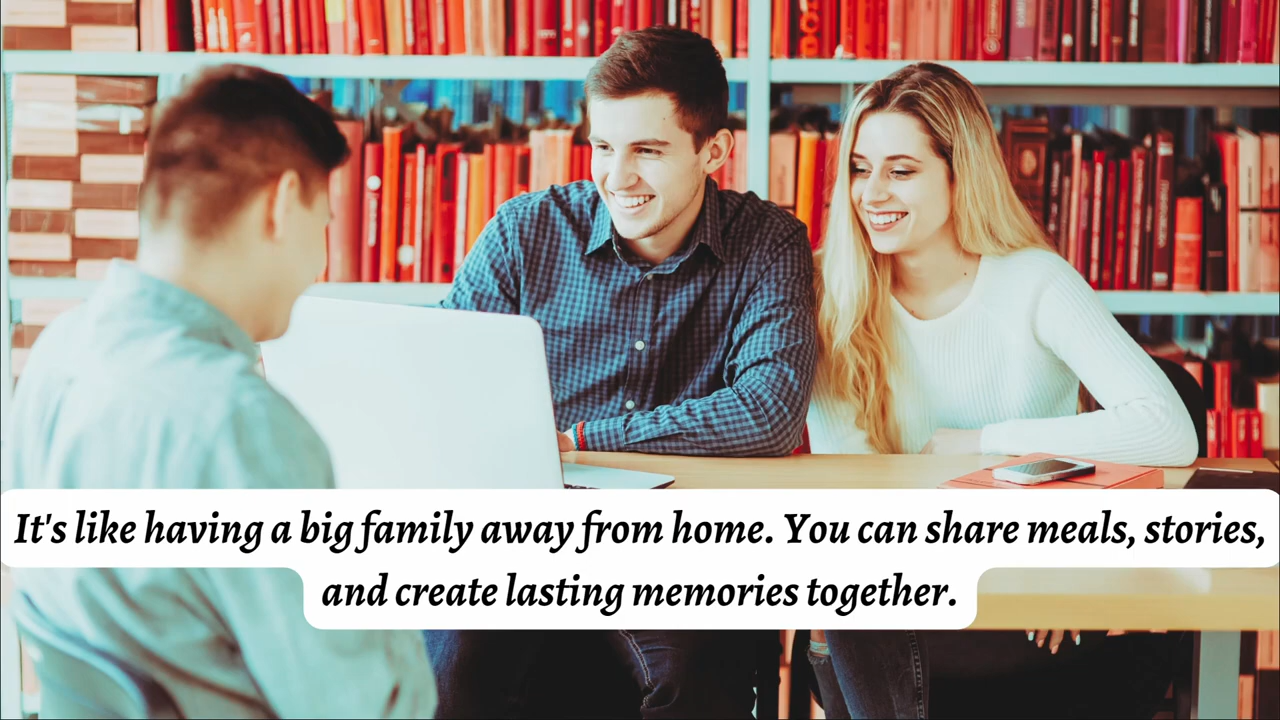 It's like having a big family away from home. You can share meals, stories,
and create lasting memories together.